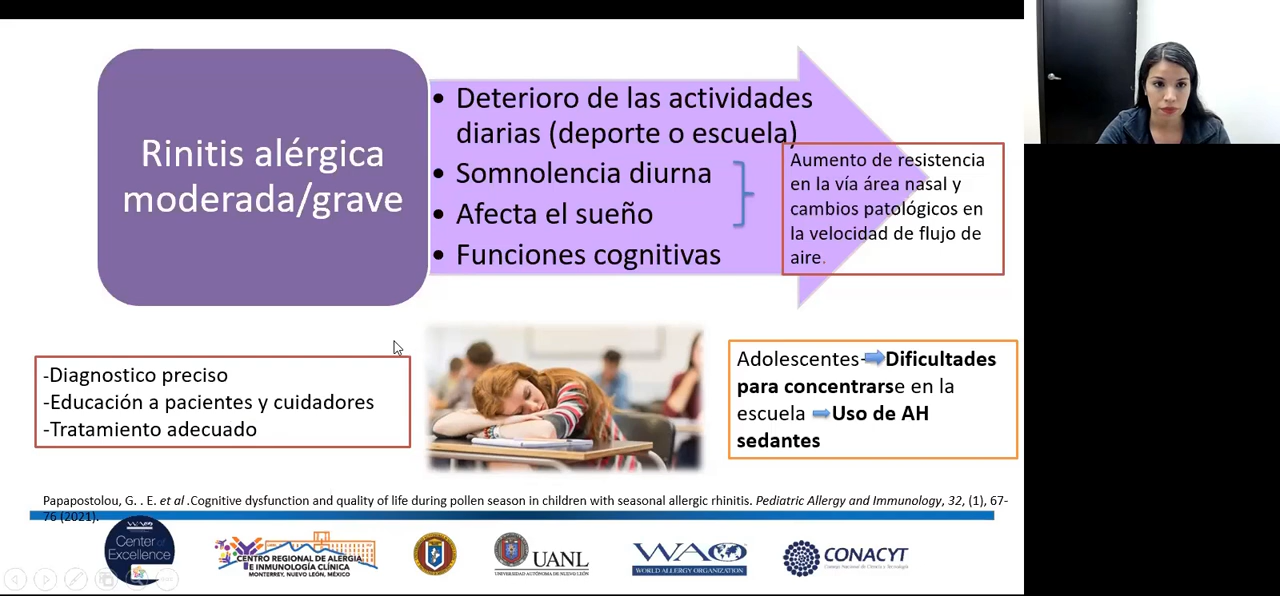 Rinitis alérgica
moderada/grave
• Deterioro de las actividades
diarias (deporte o escuela)
• Somnolencia diurna
• Afecta el sueño
• Funciones cognitivas
Aumento de resistencia
en la vía área nasal y
cambios patológicos en
la velocidad de flujo de
aire.
-Diagnostico preciso
-Educación a pacientes y cuidadores
-Tratamiento adecuado
Adolescentes- Dificultades
para concentrarse en la
escuela Uso de AH
sedantes
Papapostolou, G. . E. et al .Cognitive dysfunction and quality of life during pollen season in children with seasonal allergic rhinitis. Pediatric Allergy and Immunology, 32, (1), 67-
76 (2021).
WAO
Center of
Excellence
CENTRO REGIONAL DE ALERGIA
E INMUNOLOGÍA CLÍNICA
MONTERREY, NUEVO LEÓN, MÉXICO
UANL
UNIVERSIDAD AUTÓNOMA DE NUEVO LEÓN
WAO
WORLD ALLERGY ORGANIZATION
CONACYT
Consejo Nacional de Ciencia y Tecnología